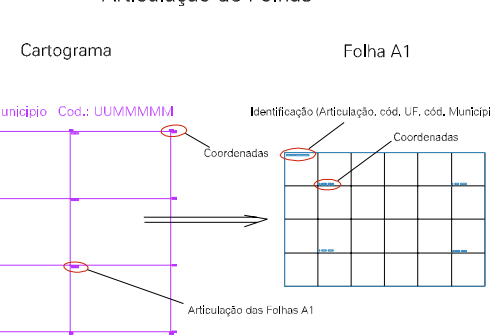 Articulação de Folhas
Cartograma
Folha A1
unicípio Cod.: UUMMMMM
Identificação (Articulação, cód. UF, cód. Municípi
Coordenadas
Coordenadas
Articulação das Folhas A1